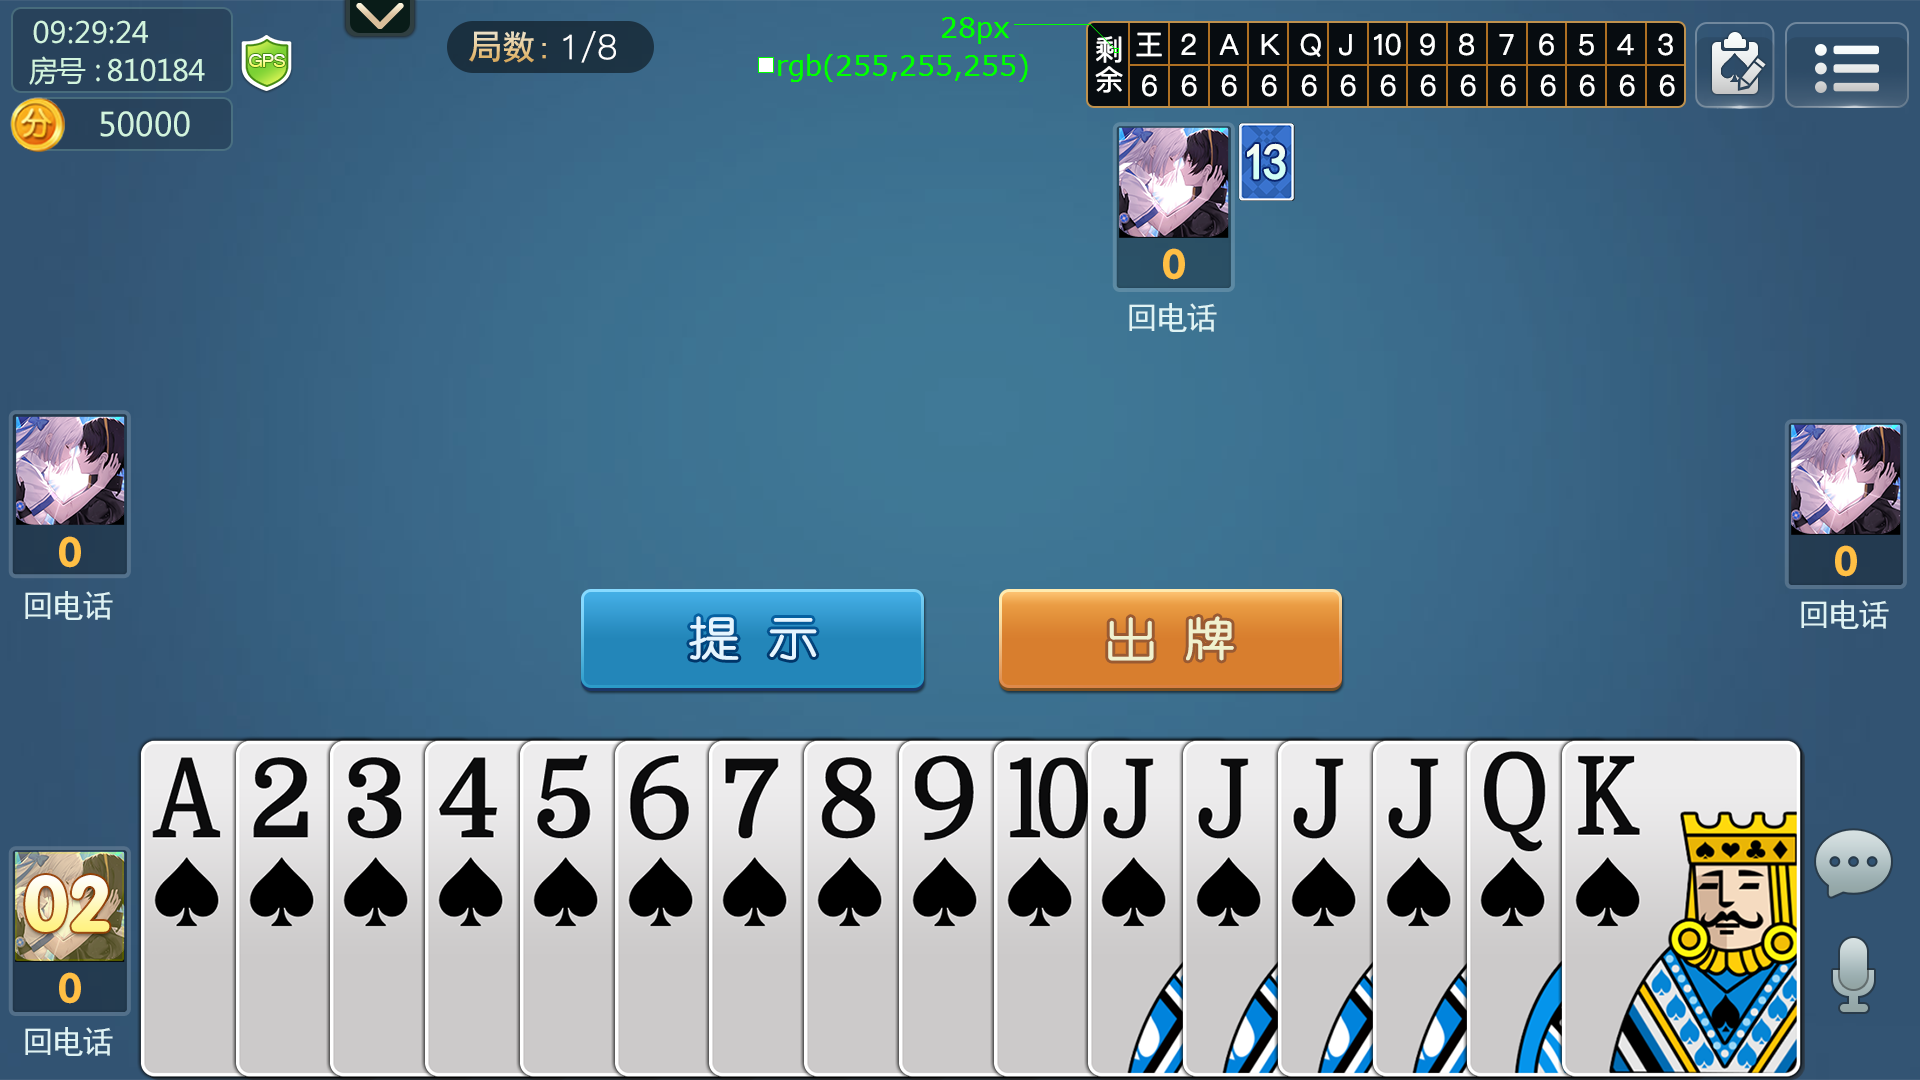 09:29:24
房号 : 810184
GPS
分 50000
局数: 1/8
28px
rgb(255,255,255)
剩余
王 2 A K Q J 10 9 8 7 6 5 4 3
6 6 6 6 6 6 6 6 6 6 6 6 6 6
13
0
回电话
0
回电话
0
回电话
提 示
出 牌
A 2 3 4 5 6 7 8 9 10 J J J J Q K
02
0
回电话